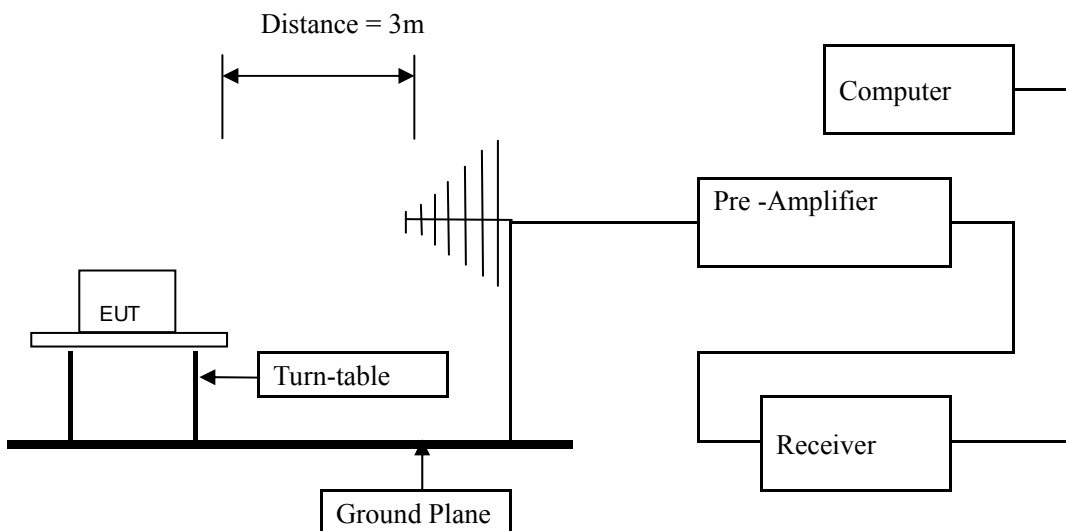 Distance = 3m
Computer
Pre -Amplifier
EUT
Turn-table
Receiver
Ground Plane